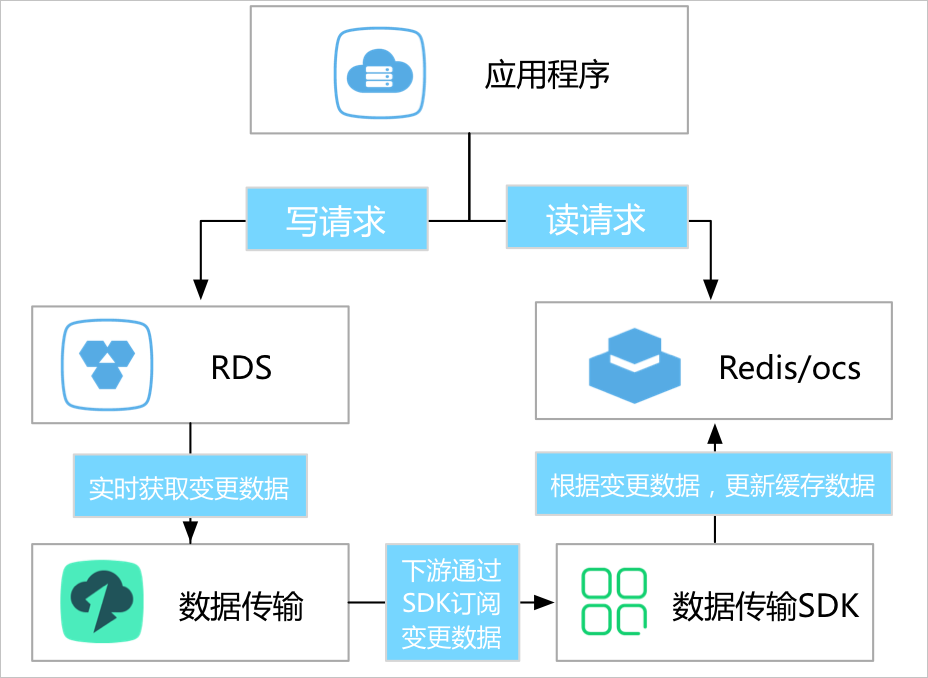 应用程序
写请求
读请求
RDS
Redis/ocs
实时获取变更数据
根据变更数据，更新缓存数据
数据传输
下游通过
SDK订阅
变更数据
数据传输SDK